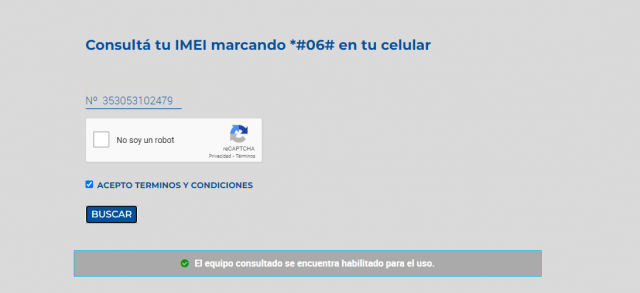 Consultá tu IMEI marcando *#06# en tu celular
Nº 353053102479
No soy un robot
reCAPTCHA
Privacidad - Términos
ACEPTO TERMINOS Y CONDICIONES
BUSCAR
El equipo consultado se encuentra habilitado para el uso.